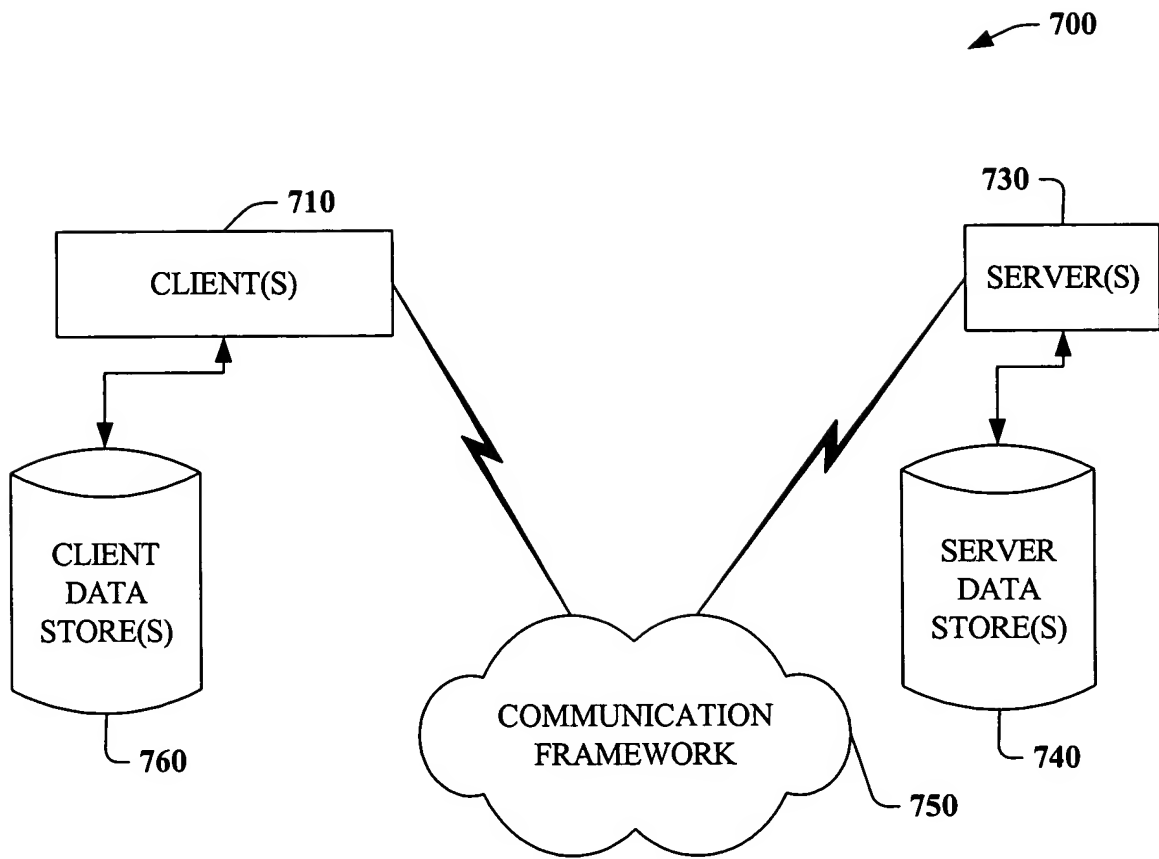 700
710
730
CLIENT(S)
SERVER(S)
CLIENT
DATA
STORE(S)
SERVER
DATA
STORE(S)
COMMUNICATION
FRAMEWORK
760
740
750